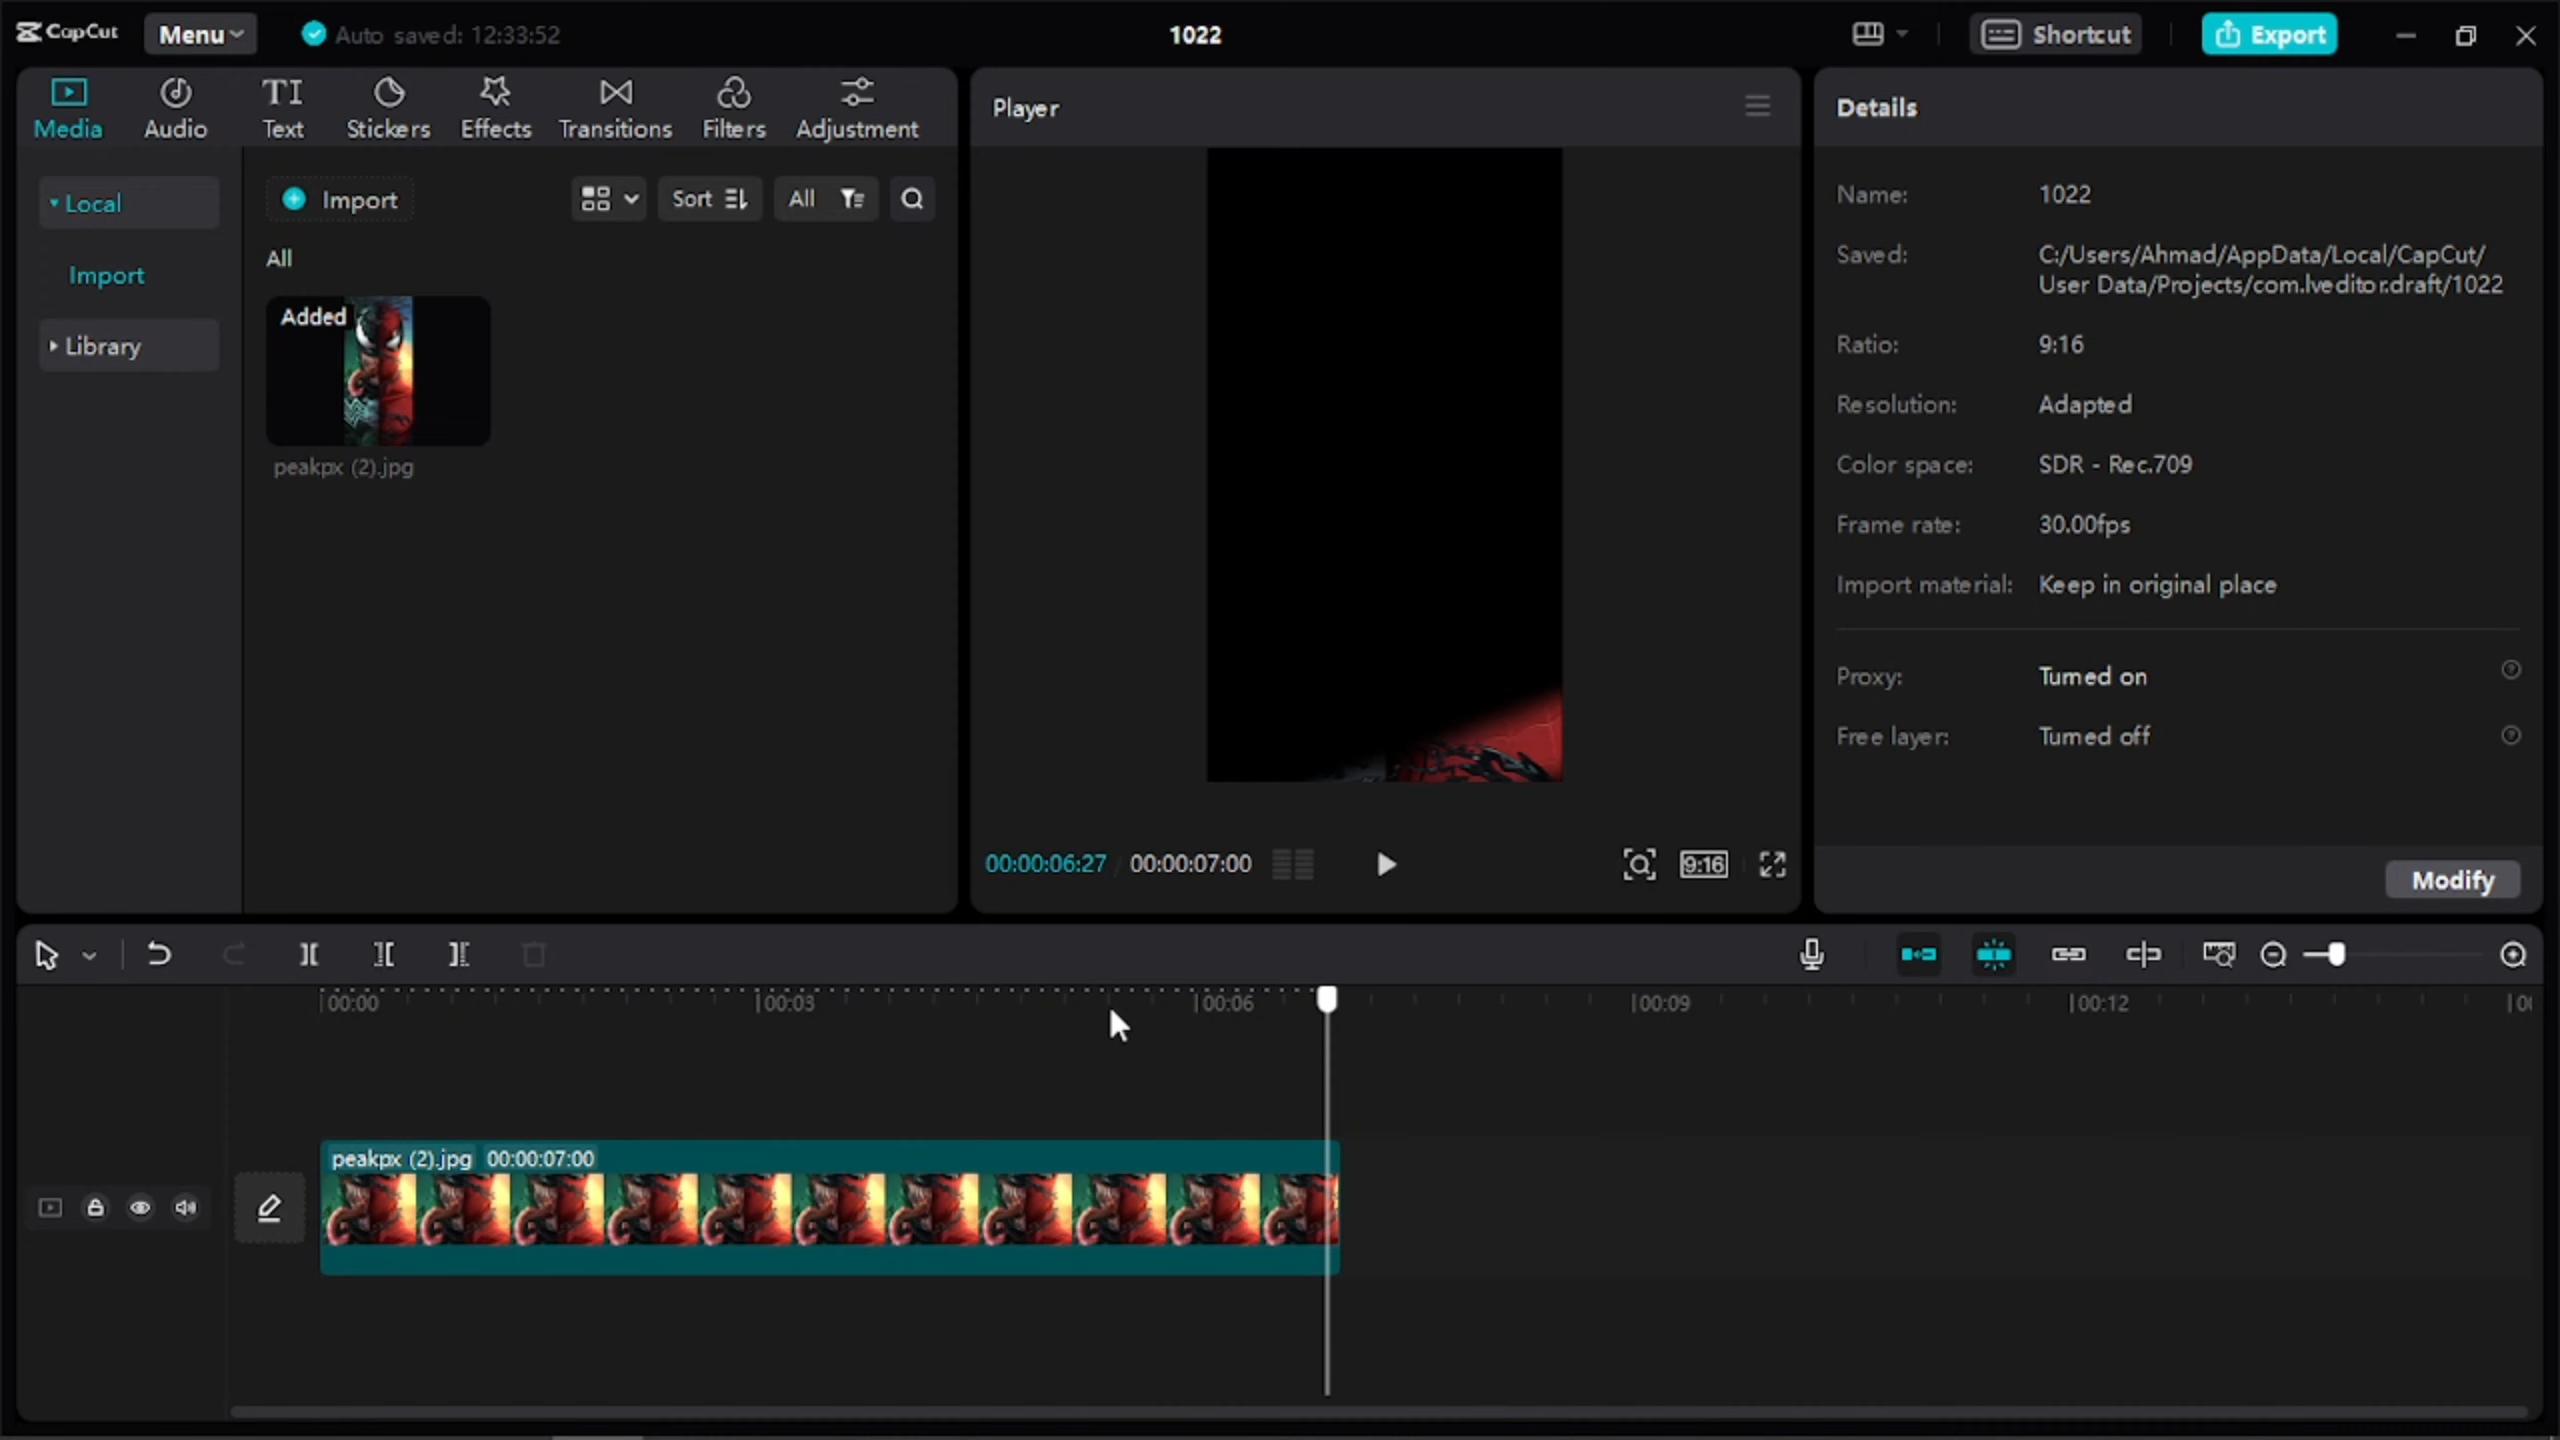 CapCut
Menu
Auto saved: 12:33:52
1022
Shortcut
Export
Media
Audio
TI
Text
Stickers
Effects
Transitions
Filters
Adjustment
Local
Import
Library
Import
Sort
All
All
Added
peakpx (2).jpg
Player
00:00:06:27
00:00:07:00
9:16
Details
Name: 1022
Saved: C:/Users/Ahmad/AppData/Local/CapCut/
User Data/Projects/com.lveditor.draft/1022
Ratio: 9:16
Resolution: Adapted
Color space: SDR - Rec.709
Frame rate: 30.00fps
Import material: Keep in original place
Proxy: Turned on
Free layer: Turned off
Modify
00:00
00:03
00:06
00:09
00:12
peakpx (2).jpg 00:00:07:00